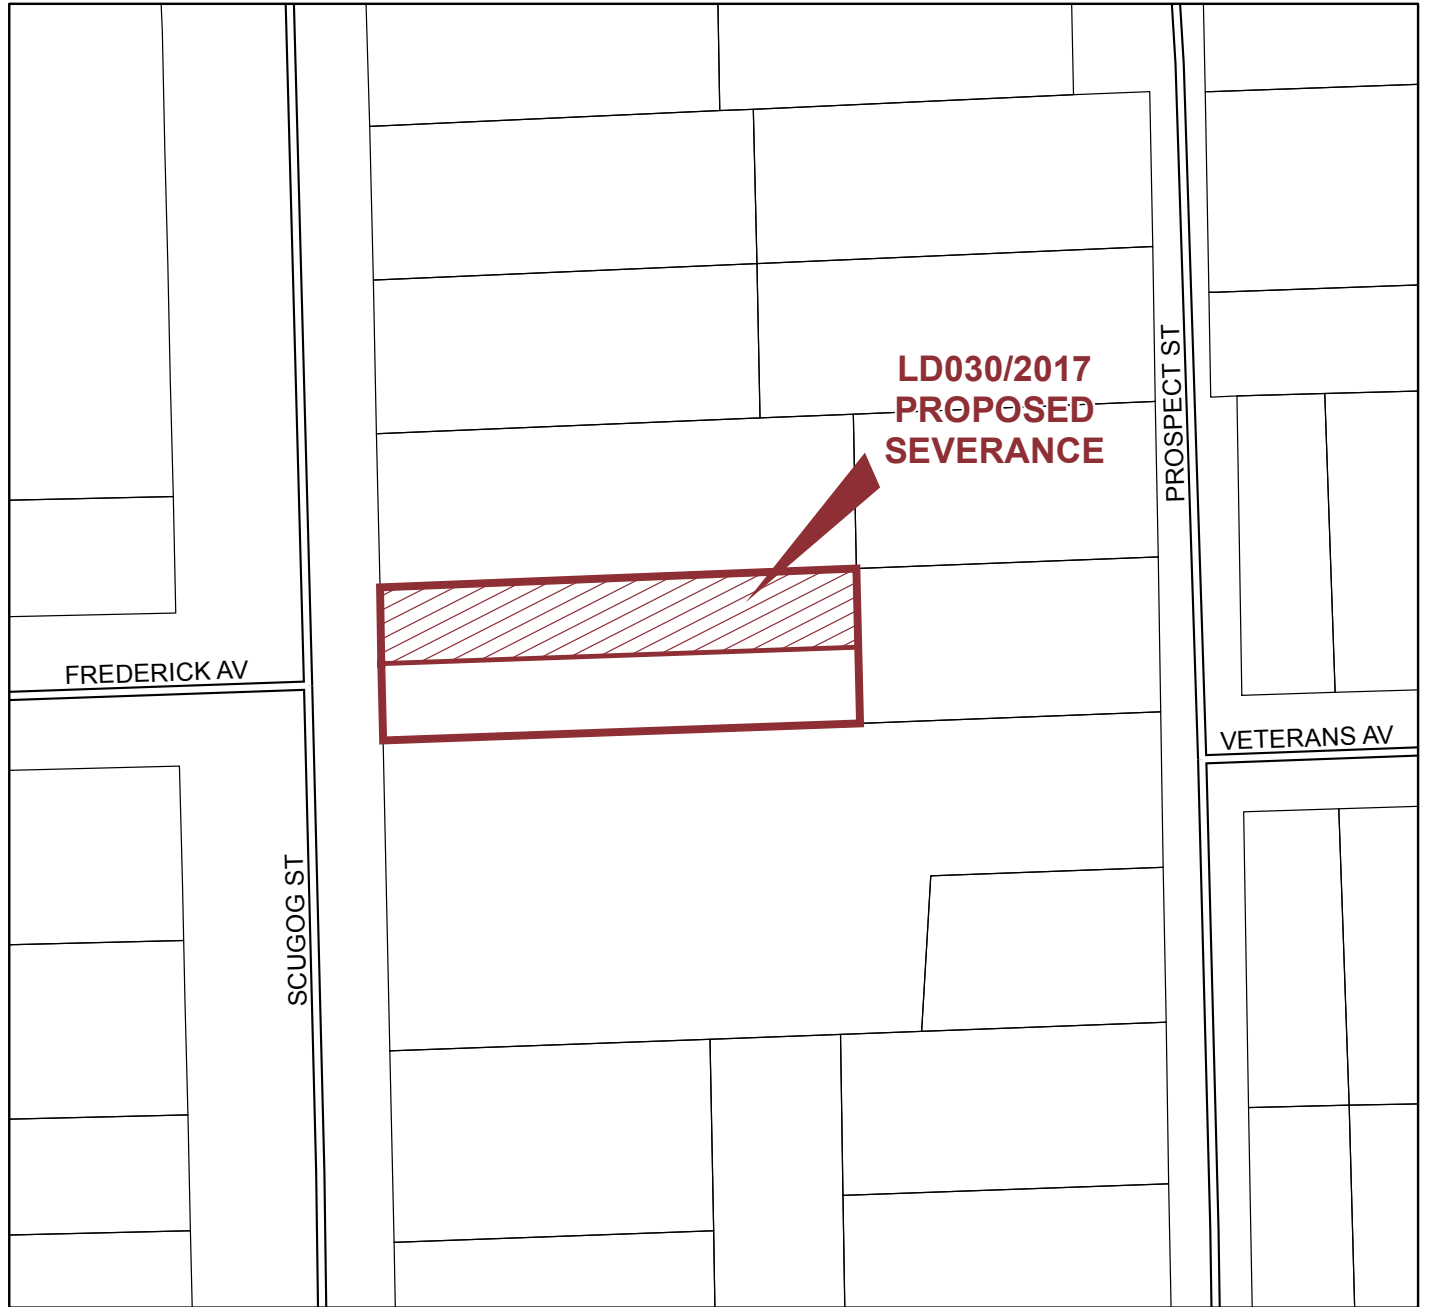 LD030/2017
PROPOSED
SEVERANCE
PROSPECT ST
FREDERICK AV
VETERANS AV
SCUGOG ST